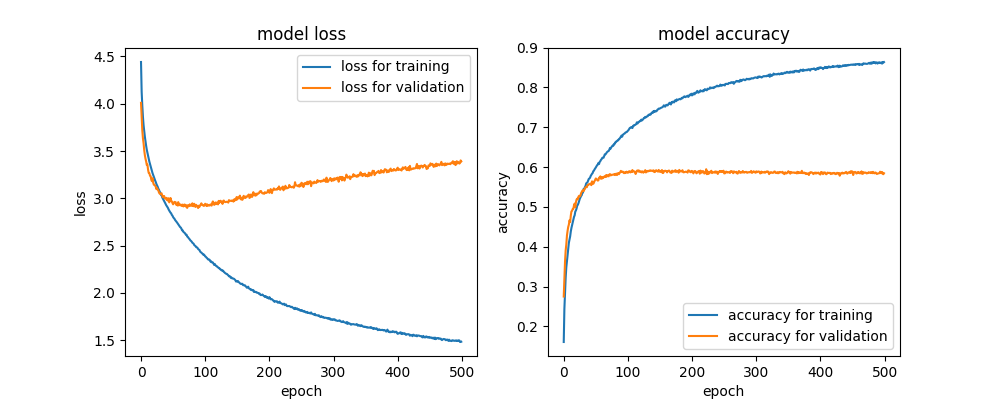 model loss
4.5
4.0
3.5
3.0
2.5
2.0
1.5
loss
loss for training
loss for validation
0 100 200 300 400 500
epoch
model accuracy
0.9
0.8
0.7
0.6
0.5
0.4
0.3
0.2
accuracy
accuracy for training
accuracy for validation
0 100 200 300 400 500
epoch